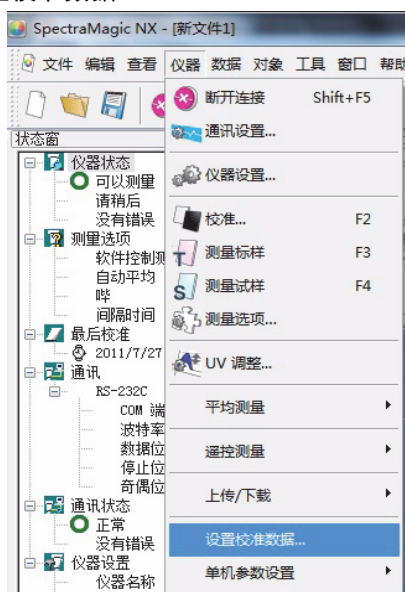 SpectraMagic NX - [新文件1]
文件 编辑 查看 仪器 数据 对象 工具 窗口
状态窗
仪器状态
可以测量
请稍后
没有错误
测量选项
软件控制
自动平均
哔
间隔时间
最后校准
2011/7/27
通讯
RS-232C
COM 端
波特率
数据位
停止位
奇偶位
通讯状态
正常
没有错误
仪器设置
仪器名称
断开连接 Shift+F5
通讯设置...
仪器设置...
校准... F2
测量标样 F3
测量试样 F4
测量选项...
UV 调整...
平均测量
遥控测量
上传/下载
设置校准数据...
单机参数设置